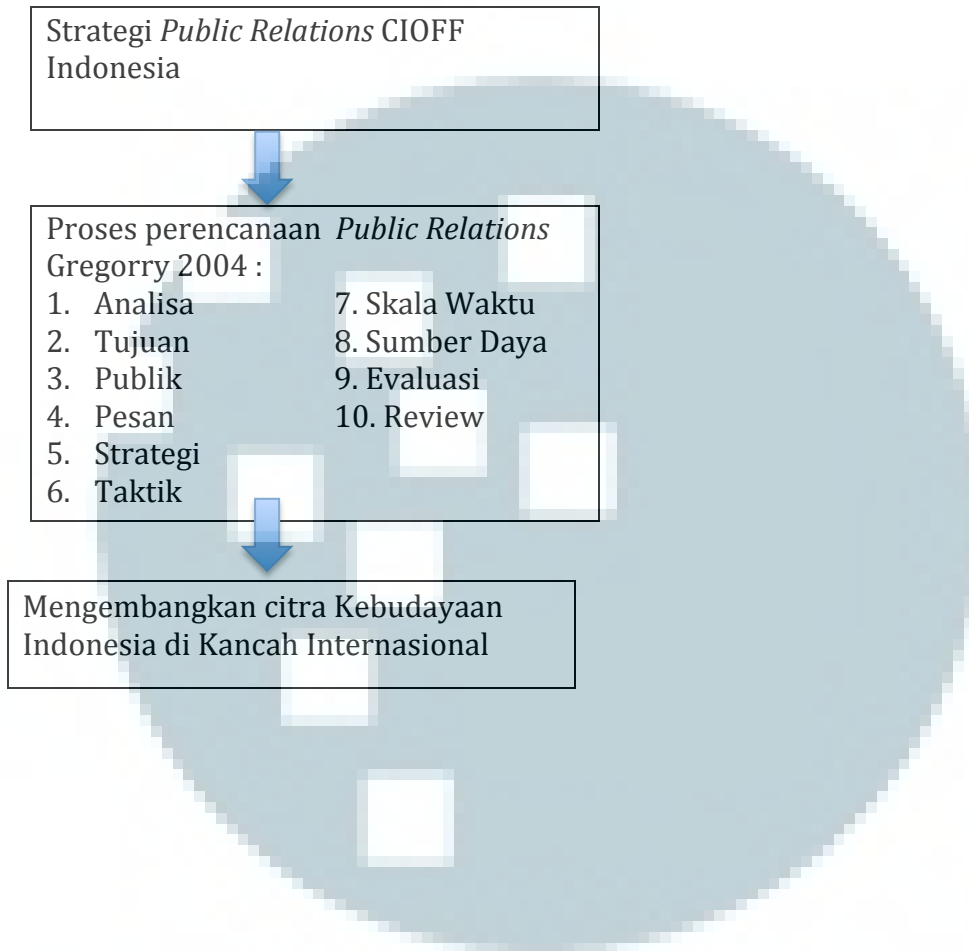 Strategi Public Relations CIOFF
Indonesia
Proses perencanaan Public Relations
Gregorry 2004 :
1. Analisa
2. Tujuan
3. Publik
4. Pesan
5. Strategi
6. Taktik
7. Skala Waktu
8. Sumber Daya
9. Evaluasi
10. Review
Mengembangkan citra Kebudayaan
Indonesia di Kancah Internasional